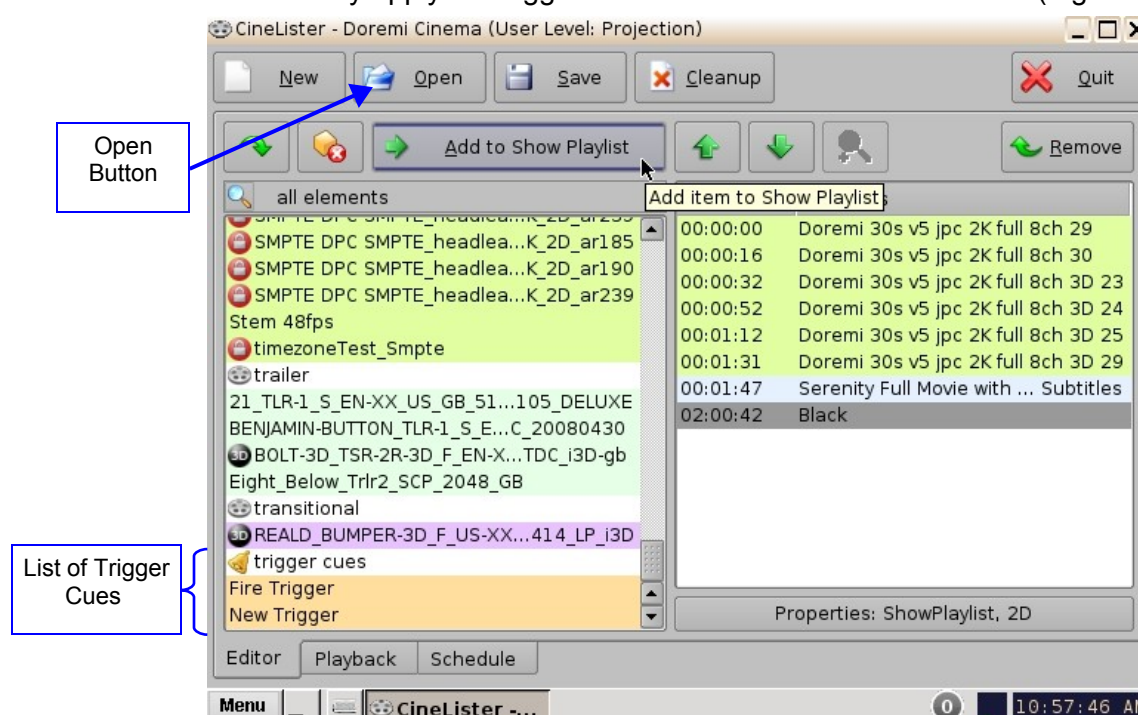 CineLister - Doremi Cinema (User Level: Projection)
New
Open
Save
Cleanup
Quit
Open
Button
Add to Show Playlist
Remove
all elements
Add item to Show Playlist
SMPTE DPC SMPTE_headlea...K_2D_ar185
SMPTE DPC SMPTE_headlea...K_2D_ar190
SMPTE DPC SMPTE_headlea...K_2D_ar239
Stem 48fps
timezoneTest_Smpte
trailer
21_TLR-1_S_EN-XX_US_GB_51...105_DELUXE
BENJAMIN-BUTTON_TLR-1_S_E...C_20080430
3D BOLT-3D_TSR-2R-3D_F_EN-X...TDC_i3D-gb
Eight_Below_Trlr2_SCP_2048_GB
transitional
3D REALD_BUMPER-3D_F_US-XX...414_LP_i3D
trigger cues
Fire Trigger
New Trigger
List of Trigger
Cues
00:00:00 Doremi 30s v5 jpc 2K full 8ch 29
00:00:16 Doremi 30s v5 jpc 2K full 8ch 30
00:00:32 Doremi 30s v5 jpc 2K full 8ch 3D 23
00:00:52 Doremi 30s v5 jpc 2K full 8ch 3D 24
00:01:12 Doremi 30s v5 jpc 2K full 8ch 3D 25
00:01:31 Doremi 30s v5 jpc 2K full 8ch 3D 29
00:01:47 Serenity Full Movie with ... Subtitles
02:00:42 Black
Properties: ShowPlaylist, 2D
Editor Playback Schedule
Menu
CineLister -...
0
10:57:46